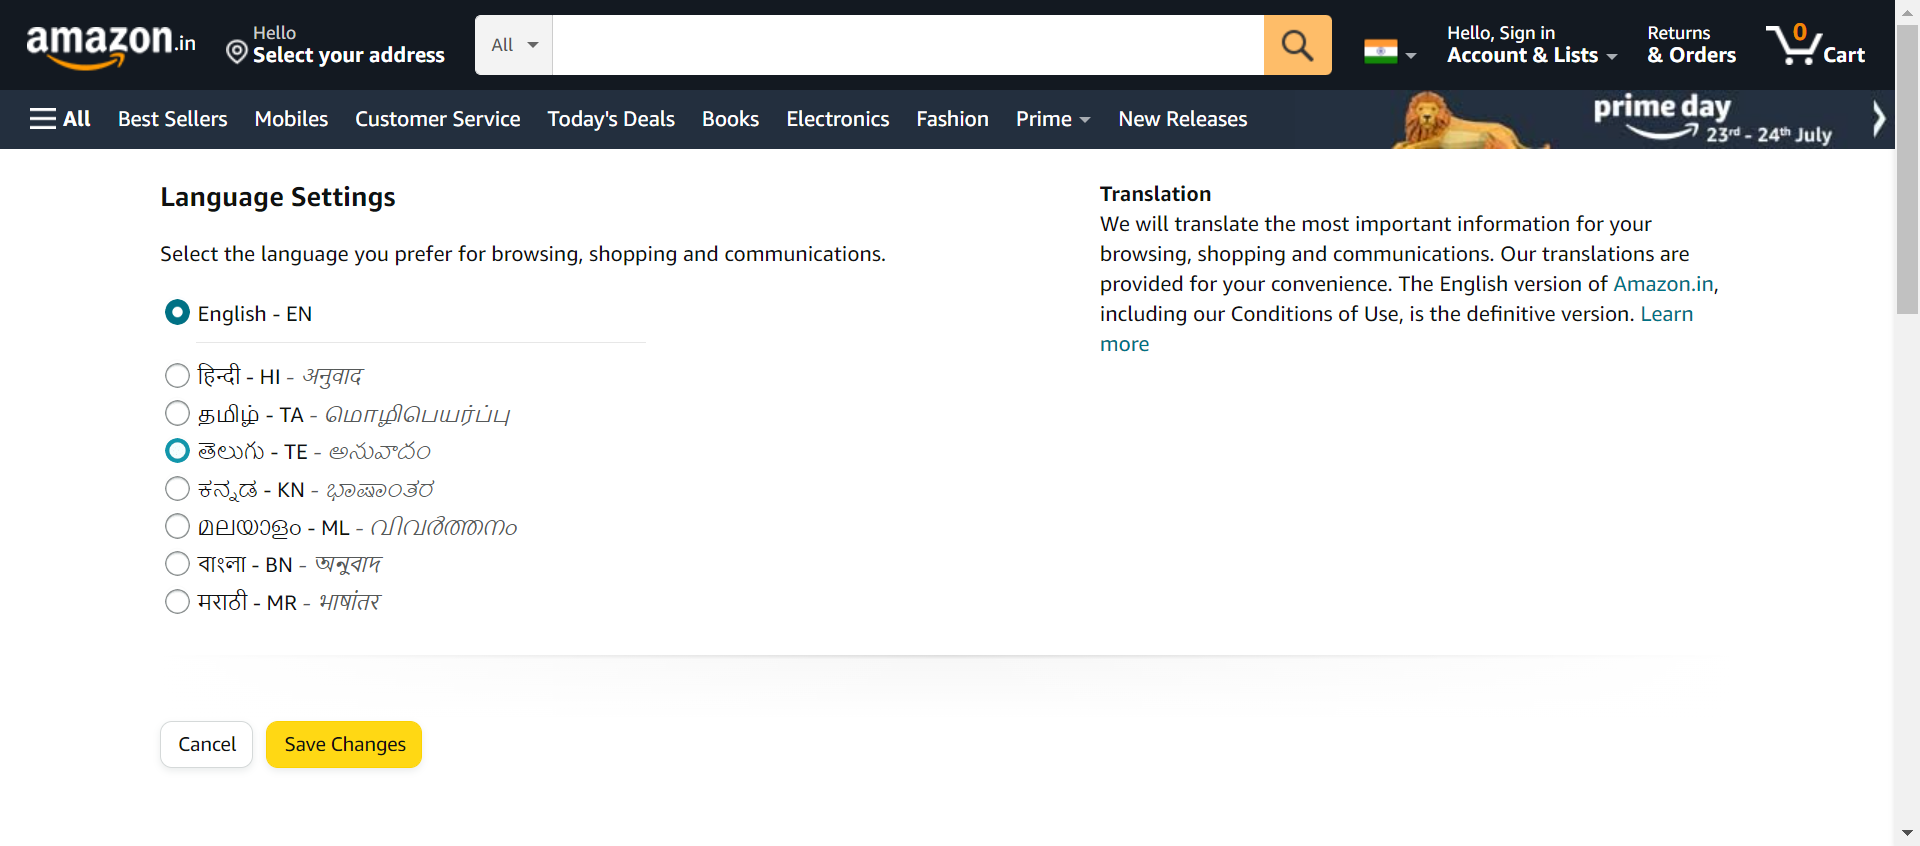 amazon.in
Hello
Select your address
All
Hello, Sign in
Account & Lists
Returns
& Orders
0
Cart
All
Best Sellers
Mobiles
Customer Service
Today's Deals
Books
Electronics
Fashion
Prime
New Releases
prime day
23rd - 24th July
Language Settings
Select the language you prefer for browsing, shopping and communications.
English - EN
हिन्दी - HI - अनुवाद
தமிழ் - TA - மொழிபெயர்ப்பு
తెలుగు - TE - అనువాదం
ಕನ್ನಡ - KN - ಭಾಷಾಂತರ
മലയാളം - ML - വിവർത്തനം
বাংলা - BN - অনুবাদ
मराठी - MR - भाषांतर
Cancel
Save Changes
Translation
We will translate the most important information for your
browsing, shopping and communications. Our translations are
provided for your convenience. The English version of Amazon.in,
including our Conditions of Use, is the definitive version. Learn
more